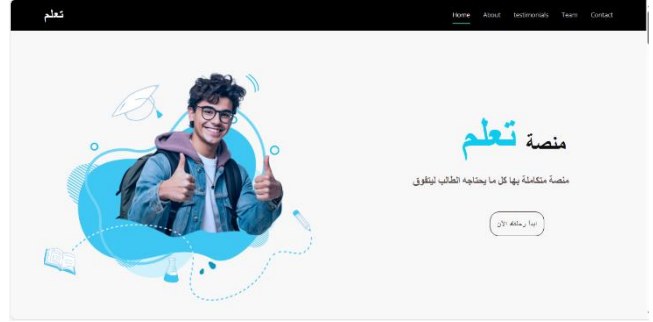 تعلم
Home About testimonials Team Contact
منصة تعلم
منصة متكاملة بها كل ما يحتاجه الطالب ليتفوق
ابدأ رحلتك الآن